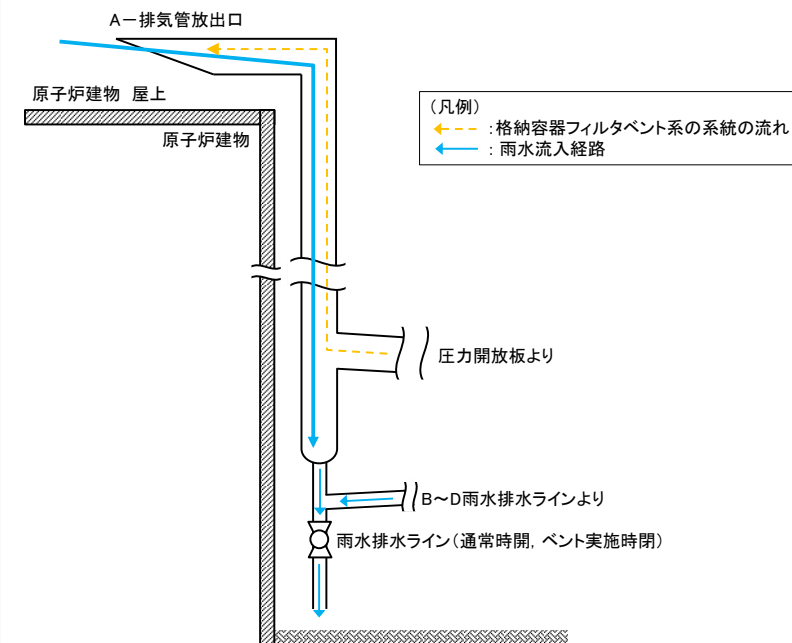 A－排気管放出口
原子炉建物 屋上
原子炉建物
（凡例）
：格納容器フィルタベント系の系統の流れ
：雨水流入経路
圧力開放板より
B～D雨水排水ラインより
雨水排水ライン（通常時開，ベント実施時閉）